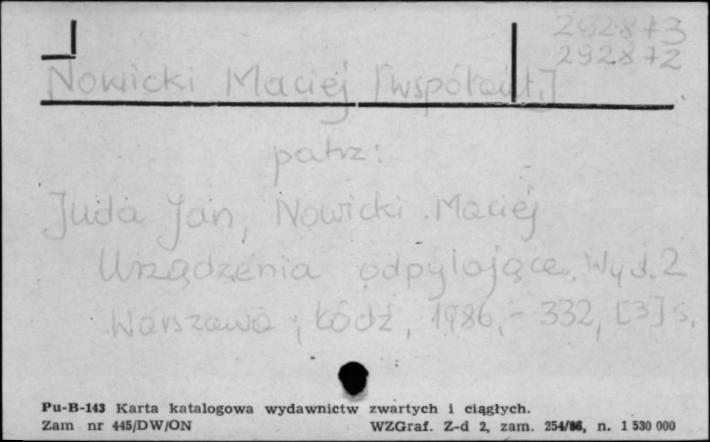 292873
292872
Nowicki Maciej [współaut.]
patrz:
Juda Jan, Nowicki Maciej
Urządzenia odpylające. Wyd. 2
Warszawa; Łódź, 1986. - 332, [3] s.
Pu-B-143 Karta katalogowa wydawnictw zwartych i ciągłych.
Zam nr 445/DW/ON WZGraf. Z-d 2, zam. 254/86, n. 1 530 000